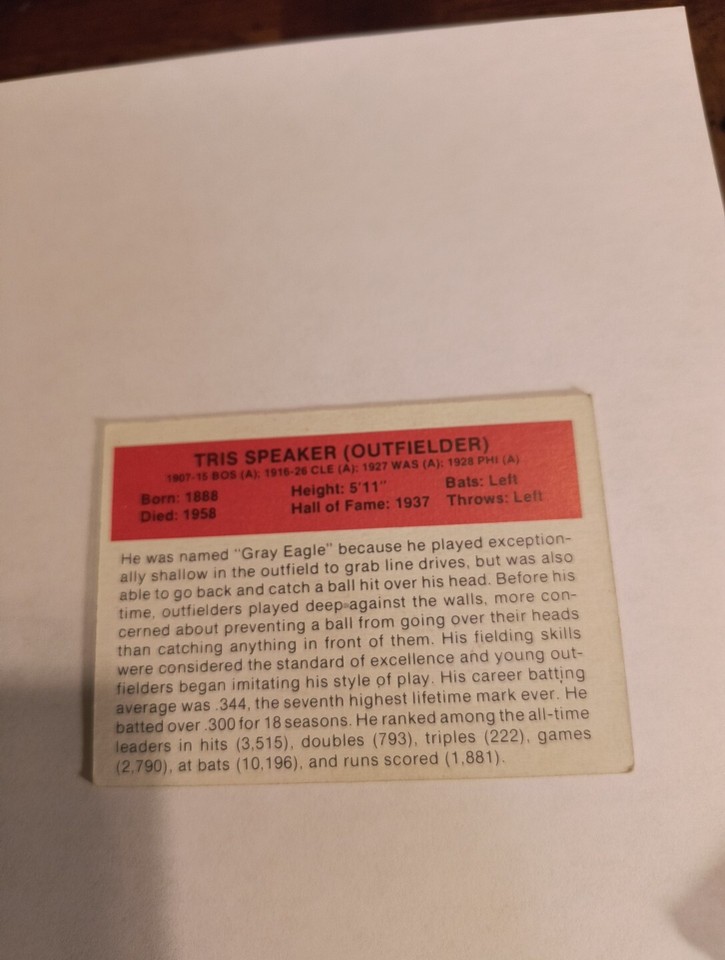 TRIS SPEAKER (OUTFIELDER)
1907-15 BOS (A); 1916-26 CLE (A); 1927 WAS (A); 1928 PHI (A)
Born: 1888 Height: 5'11" Bats: Left
Died: 1958 Hall of Fame: 1937 Throws: Left
He was named "Gray Eagle" because he played exception-
ally shallow in the outfield to grab line drives, but was also
able to go back and catch a ball hit over his head. Before his
time, outfielders played deep against the walls, more con-
cerned about preventing a ball from going over their heads
than catching anything in front of them. His fielding skills
were considered the standard of excellence and young out-
fielders began imitating his style of play. His career batting
average was .344, the seventh highest lifetime mark ever. He
batted over .300 for 18 seasons. He ranked among the all-time
leaders in hits (3,515), doubles (793), triples (222), games
(2,790), at bats (10,196), and runs scored (1,881).